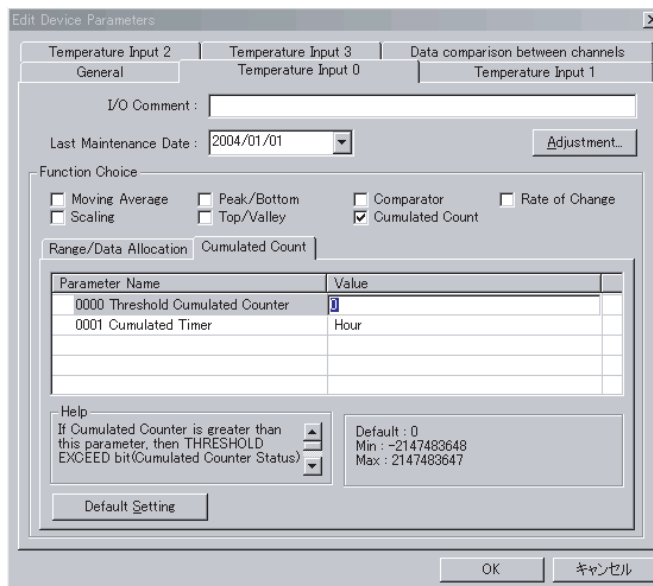 Edit Device Parameters
Temperature Input 2 Temperature Input 3 Data comparison between channels
General Temperature Input 0 Temperature Input 1
I/O Comment :
Last Maintenance Date : 2004/01/01 Adjustment...
Function Choice
Moving Average Peak/Bottom Comparator Rate of Change
Scaling Top/Valley Cumulated Count
Range/Data Allocation Cumulated Count
Parameter Name Value
0000 Threshold Cumulated Counter 0
0001 Cumulated Timer Hour
Help
If Cumulated Counter is greater than
this parameter, then THRESHOLD
EXCEED bit(Cumulated Counter Status)
Default : 0
Min : -2147483648
Max : 2147483647
Default Setting
OK キャンセル